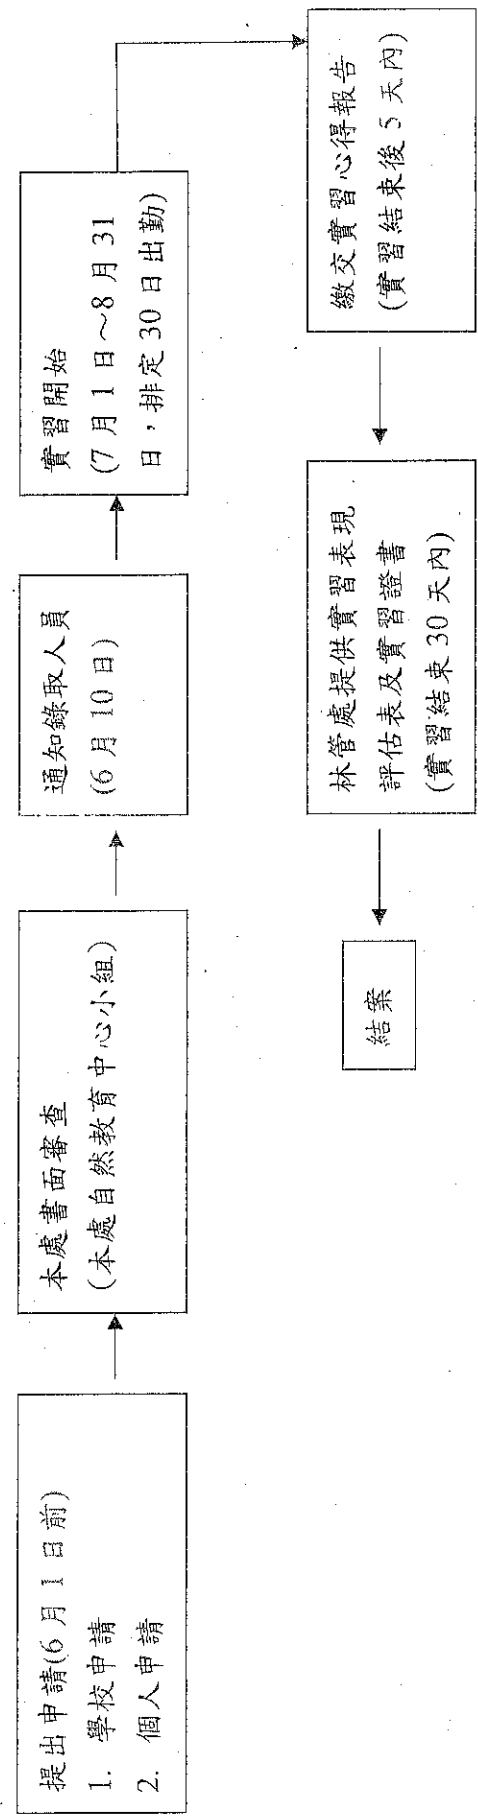 提出申請(6月1日前)
1. 學校申請
2. 個人申請
本處書面審查
(本處自然教育中心小組)
通知錄取人員
(6月10日)
實習開始
(7月1日～8月31
日，排定30日出勤)
繳交實習心得報告
(實習結束後5天內)
林管處提供實習表現
評估表及實習證書
(實習結束30天內)
結案